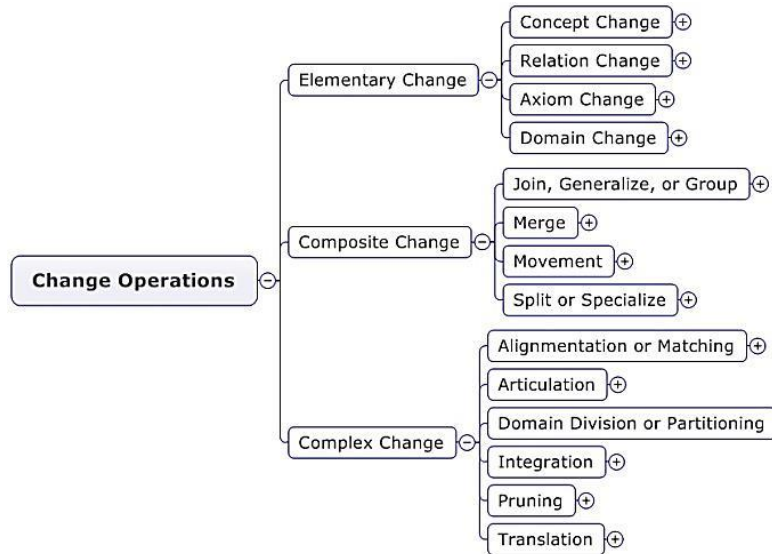 Change Operations
Elementary Change
Concept Change
Relation Change
Axiom Change
Domain Change
Composite Change
Join, Generalize, or Group
Merge
Movement
Split or Specialize
Complex Change
Alignmentation or Matching
Articulation
Domain Division or Partitioning
Integration
Pruning
Translation